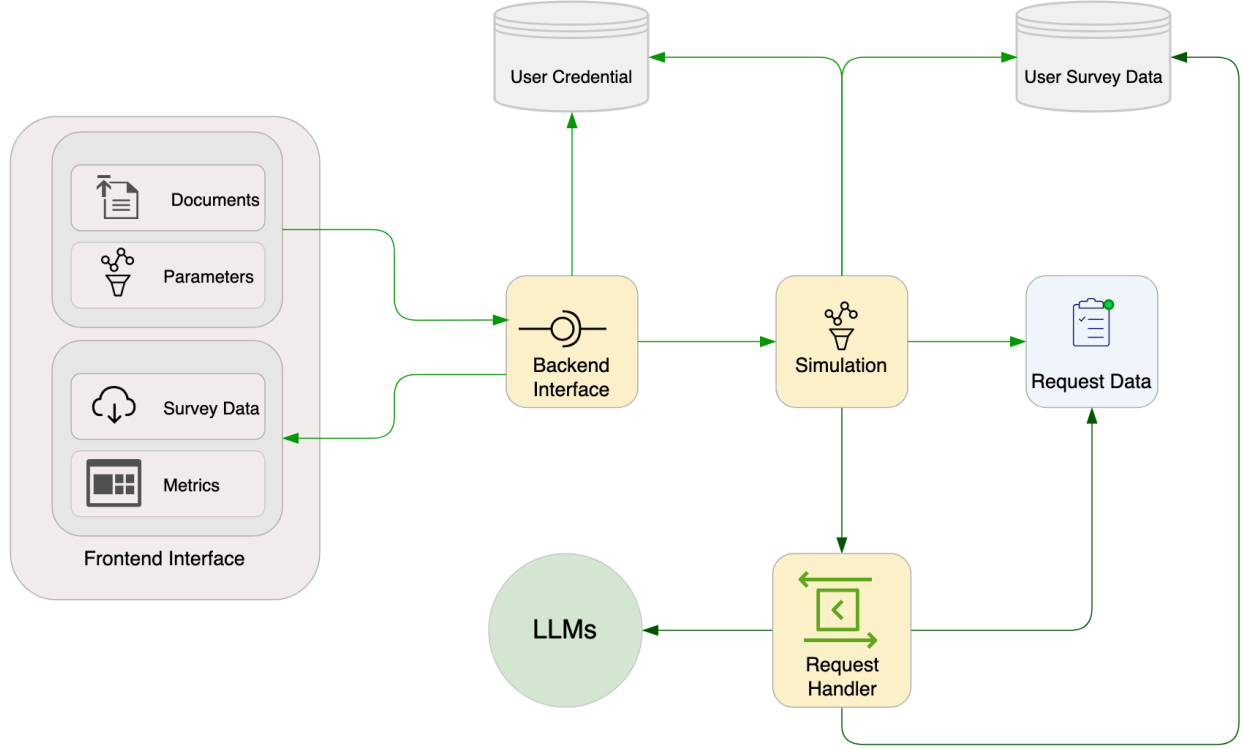 User Credential
User Survey Data
Documents
Parameters
Survey Data
Metrics
Frontend Interface
Backend
Interface
Simulation
Request Data
LLMs
Request
Handler